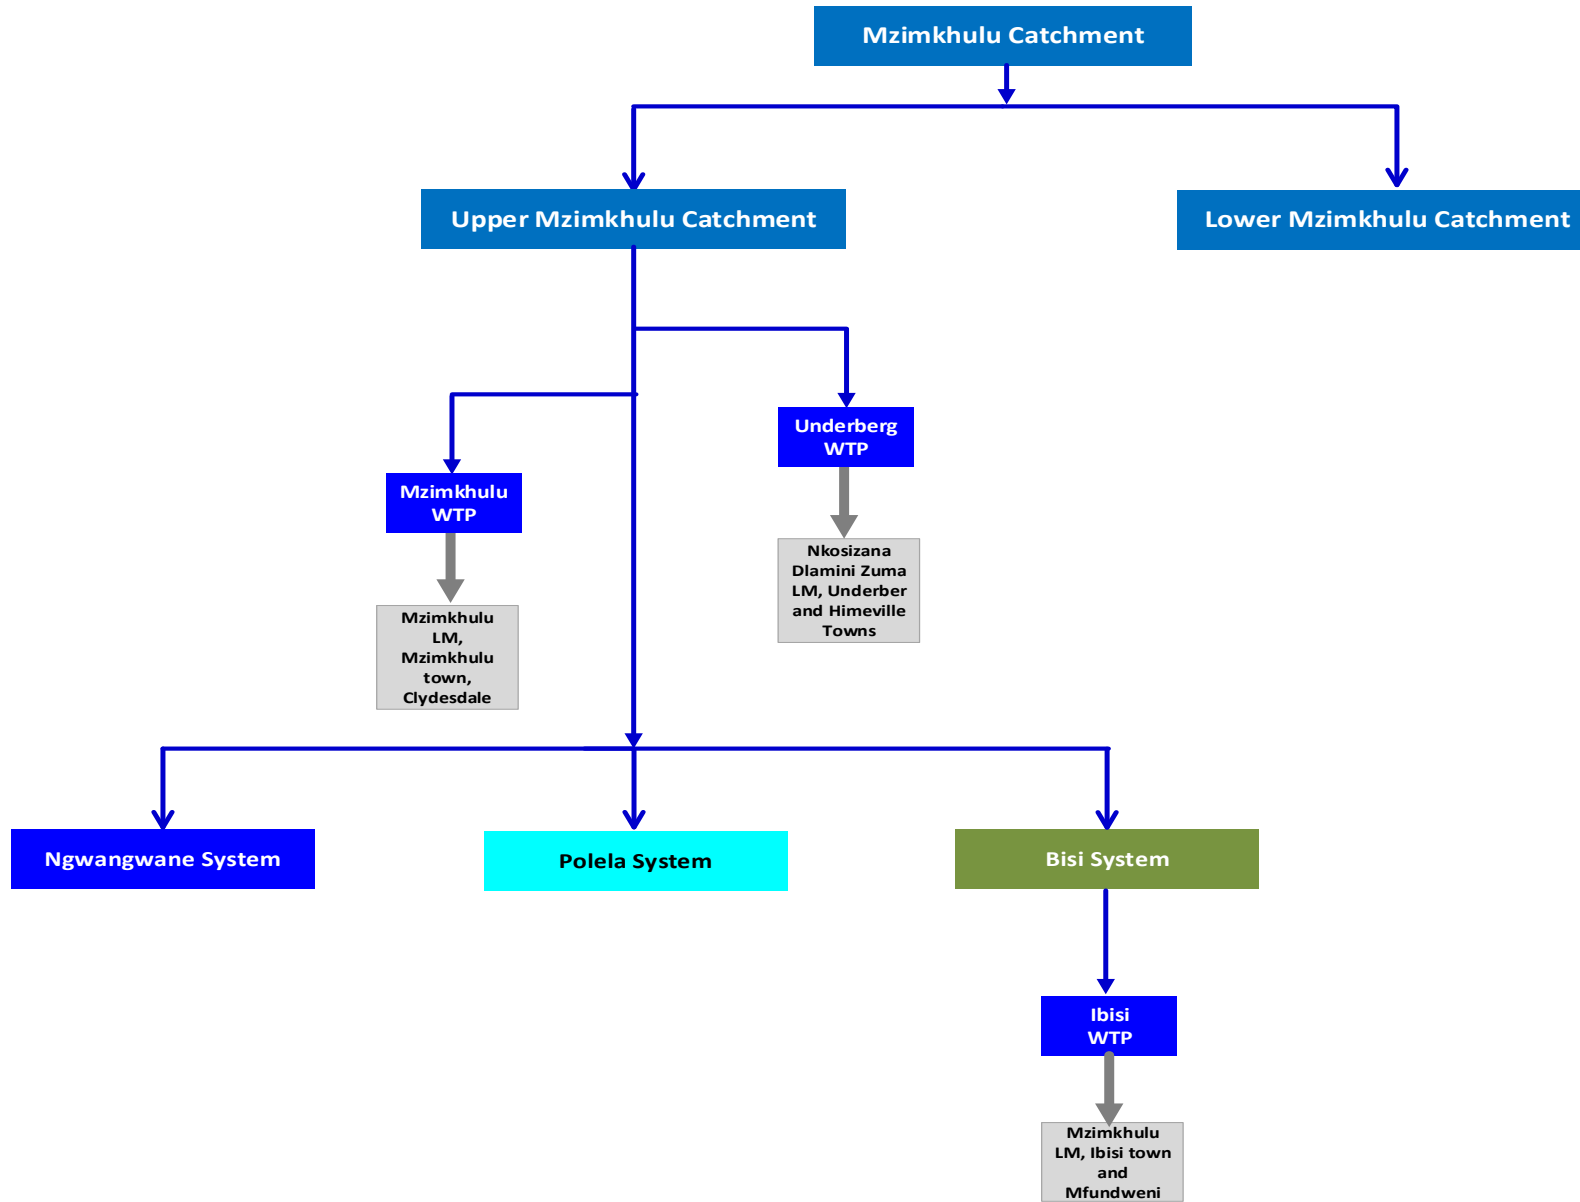 Mzimkhulu Catchment
Upper Mzimkhulu Catchment
Lower Mzimkhulu Catchment
Underberg
WTP
Mzimkhulu
WTP
Nkosizana
Dlamini Zuma
LM, Underber
and Himeville
Towns
Mzimkhulu
LM,
Mzimkhulu
town,
Clydesdale
Ngwangwane System
Polela System
Bisi System
Ibisi
WTP
Mzimkhulu
LM, Ibisi town
and
Mfundweni